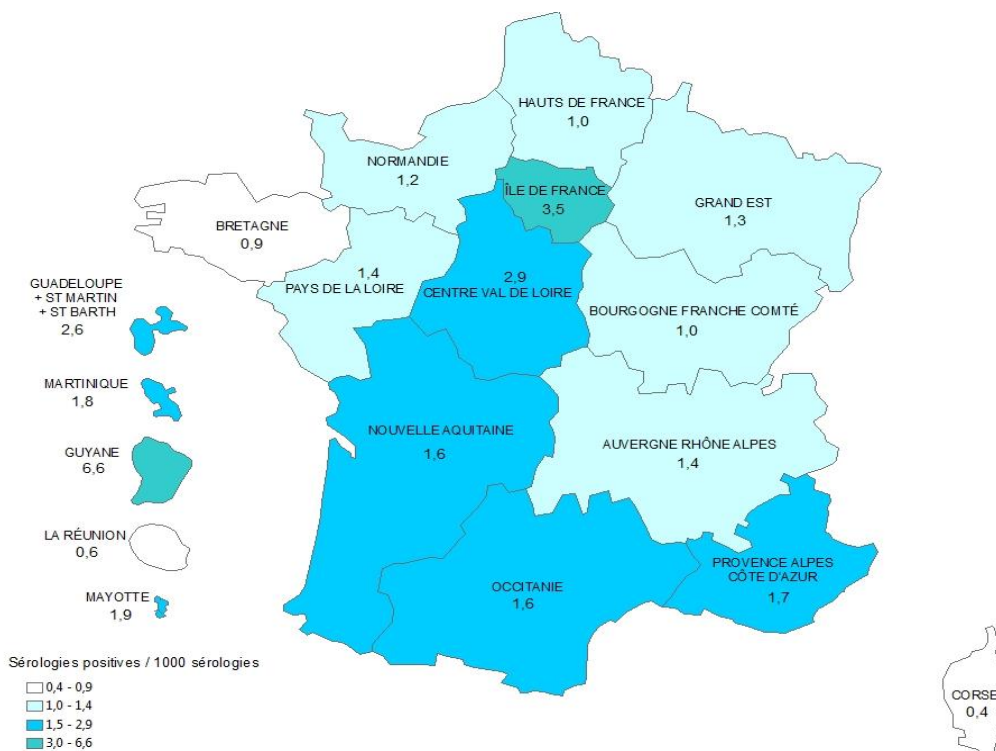 HAUTS DE FRANCE
1,0
NORMANDIE
1,2
ÎLE DE FRANCE
3,5
GRAND EST
1,3
BRETAGNE
0,9
1,4
PAYS DE LA LOIRE
2,9
CENTRE VAL DE LOIRE
BOURGOGNE FRANCHE COMTÉ
1,0
GUADELOUPE
+ ST MARTIN
+ ST BARTH
2,6
MARTINIQUE
1,8
NOUVELLE AQUITAINE
1,6
AUVERGNE RHÔNE ALPES
1,4
GUYANE
6,6
LA RÉUNION
0,6
MAYOTTE
1,9
OCCITANIE
1,6
PROVENCE ALPES
CÔTE D'AZUR
1,7
CORSE
0,4
Sérologies positives / 1000 sérologies
0,4 - 0,9
1,0 - 1,4
1,5 - 2,9
3,0 - 6,6